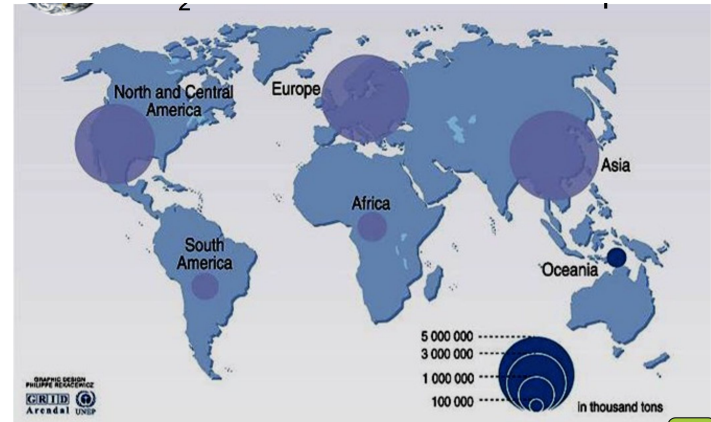 2
North and Central
America
Europe
Asia
Africa
South
America
Oceania
5 000 000
3 000 000
1 000 000
100 000
in thousand tons
GRAPHIC DESIGN
PHILIPPE REKACEWICZ
GRID
Arendal UNEP